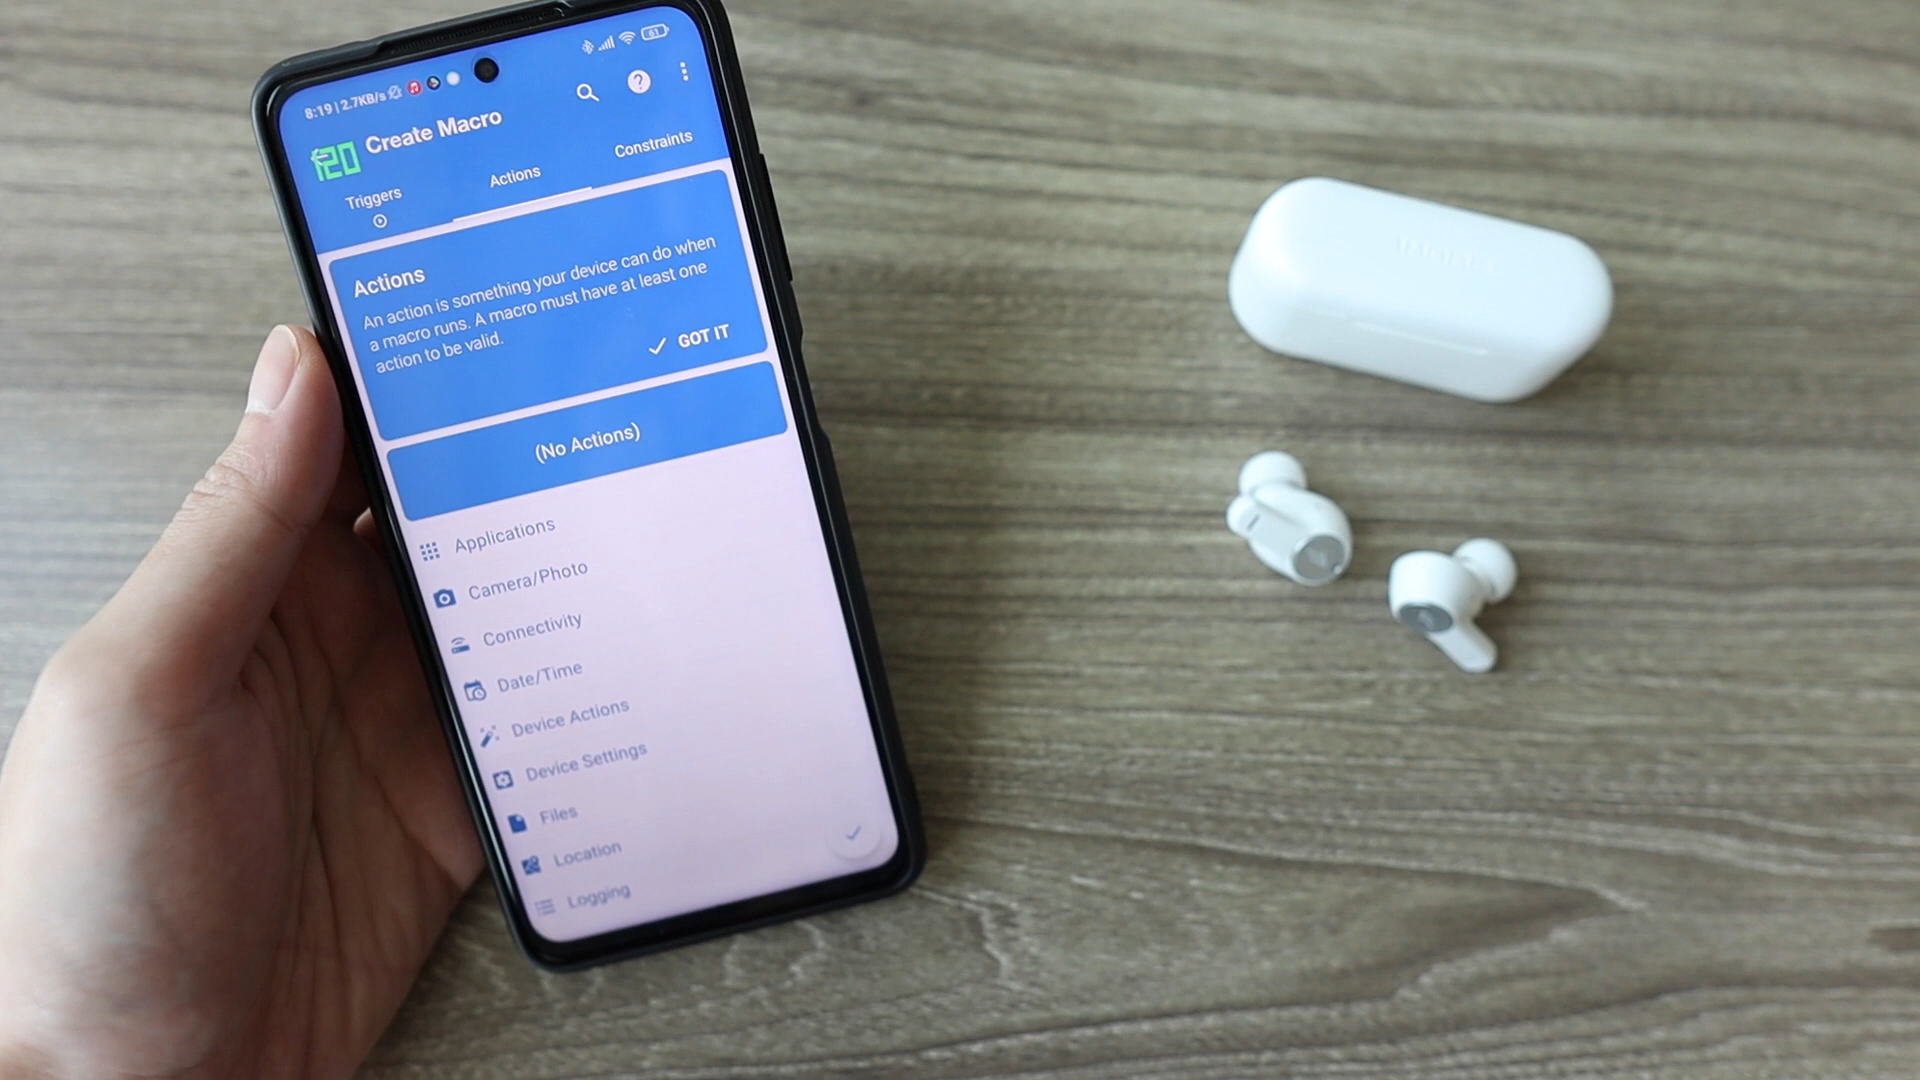 8:19 | 2.7KB/s
61
120
Create Macro
Triggers
Actions
Constraints
Actions
An action is something your device can do when
a macro runs. A macro must have at least one
action to be valid.
GOT IT
(No Actions)
Applications
Camera/Photo
Connectivity
Date/Time
Device Actions
Device Settings
Files
Location
Logging